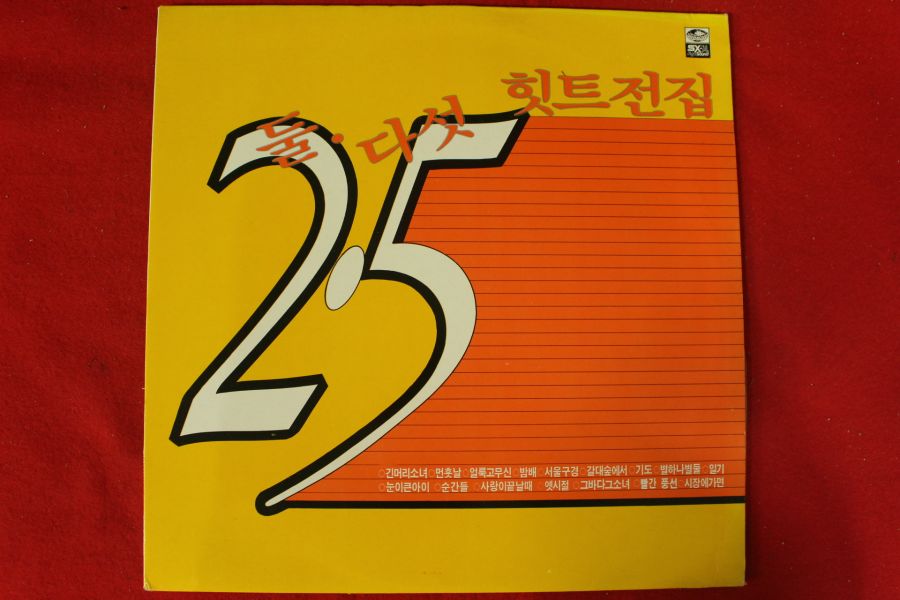 SX
둘·다섯 힛트전집
2·5
긴머리소녀 먼훗날 얼룩고무신 밤배 서울구경 갈대숲에서 기도 별하나별둘 일기
눈이큰아이 순간들 사랑이끝날때 옛시절 그바다그소녀 빨간 풍선 시장에가면